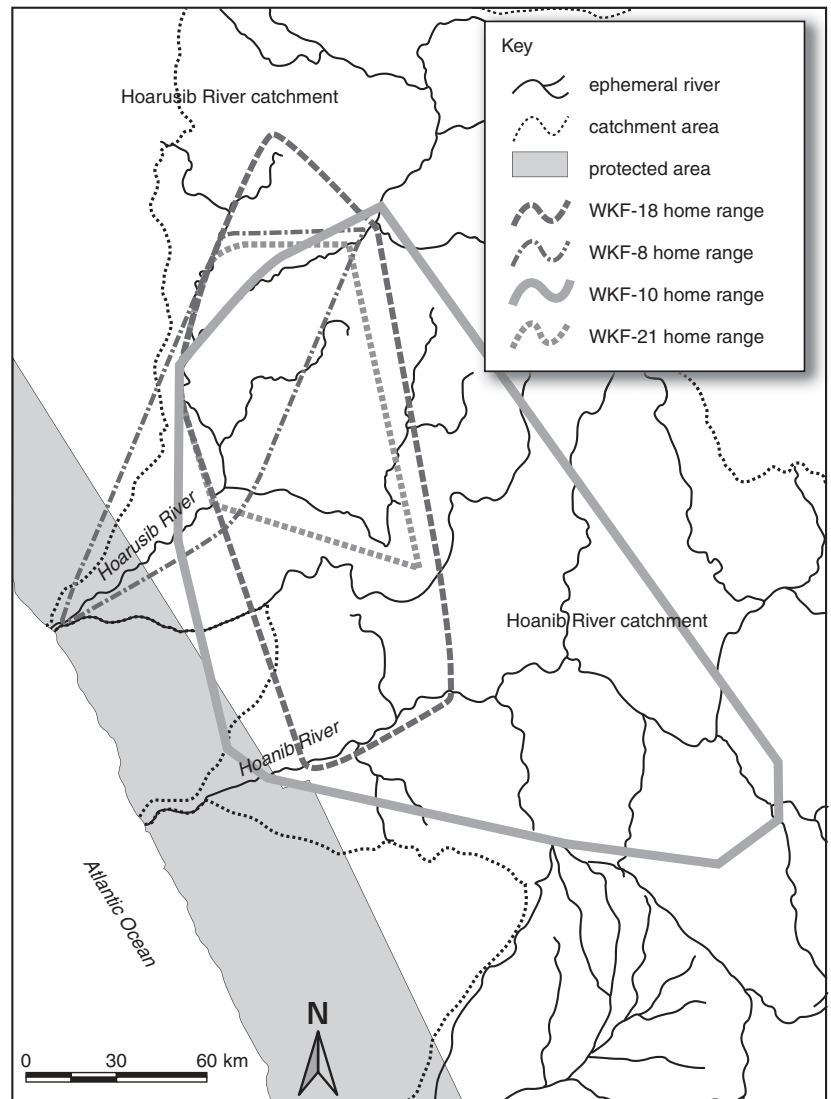 Hoarusib River catchment
Key
ephemeral river
catchment area
protected area
WKF-18 home range
WKF-8 home range
WKF-10 home range
WKF-21 home range
Hoarusib River
Hoanib River catchment
Hoanib River
Atlantic Ocean
N
0 30 60 km